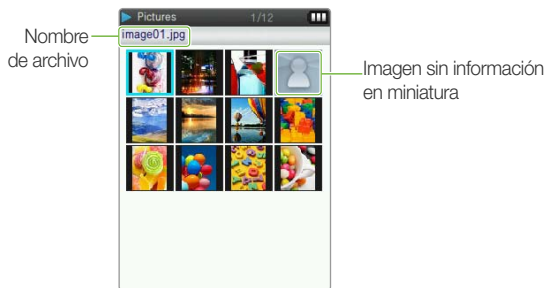 Pictures 1/12
image01.jpg
Nombre
de archivo
Imagen sin información
en miniatura